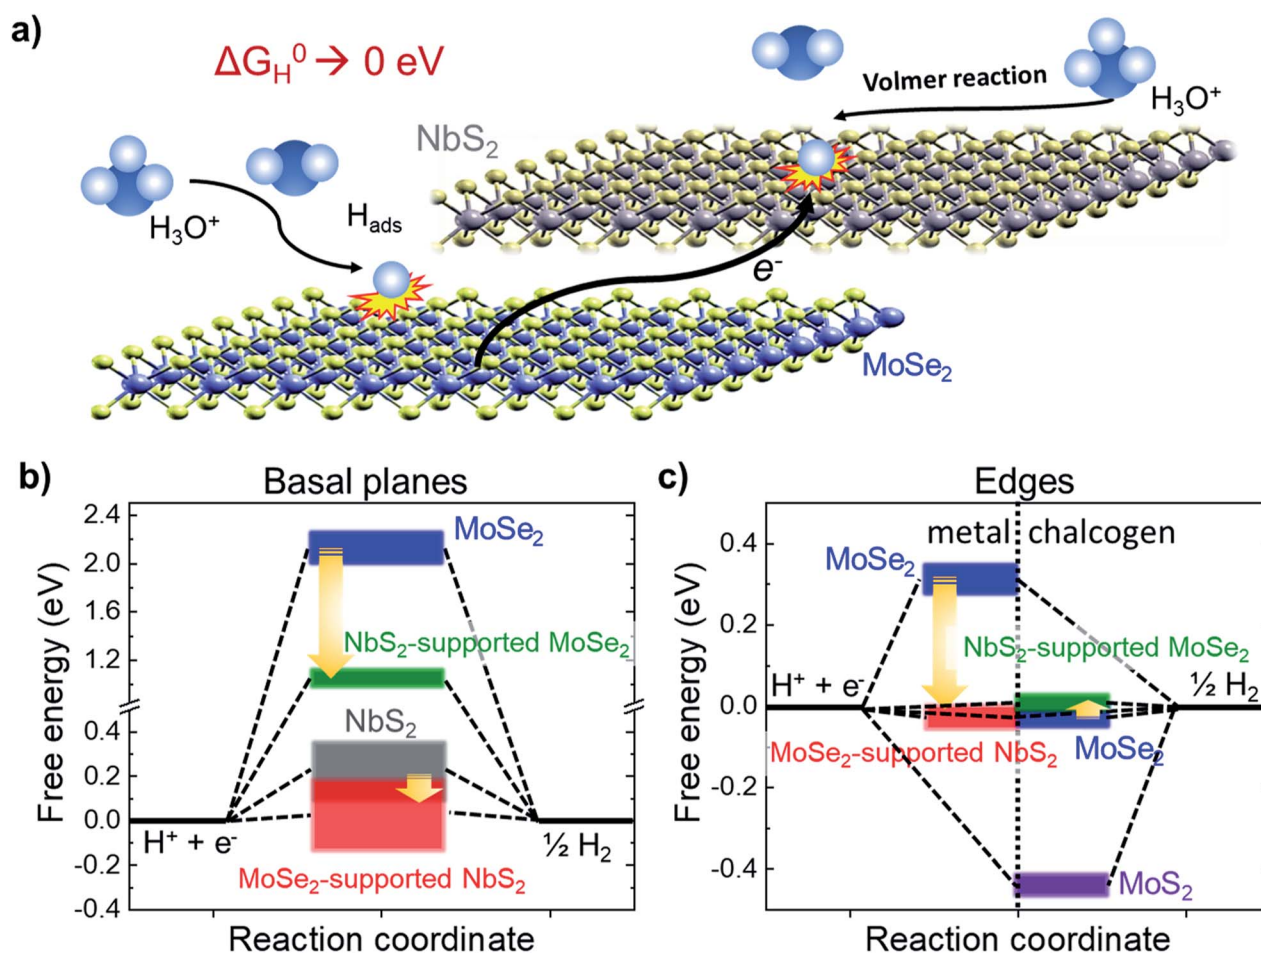 a)
ΔG_H⁰ → 0 eV
Volmer reaction
H₃O⁺
NbS₂
H₃O⁺
H_ads
e⁻
MoSe₂
b)
Basal planes
Free energy (eV)
2.4
2.0
1.6
1.2
0.4
0.2
0.0
-0.2
-0.4
MoSe₂
NbS₂-supported MoSe₂
NbS₂
H⁺ + e⁻
½ H₂
MoSe₂-supported NbS₂
Reaction coordinate
c)
Edges
Free energy (eV)
0.4
0.2
0.0
-0.2
-0.4
metal chalcogen
MoSe₂
NbS₂-supported MoSe₂
H⁺ + e⁻
½ H₂
MoSe₂-supported NbS₂
MoSe₂
MoS₂
Reaction coordinate